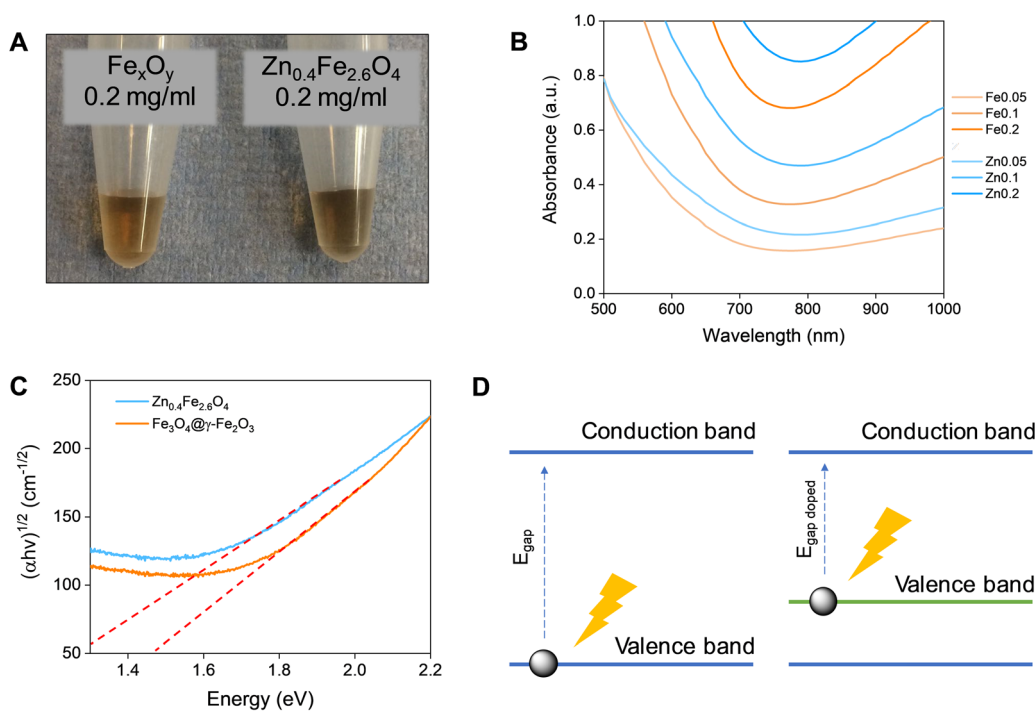 A
FexOy
0.2 mg/ml
Zn0.4Fe2.6O4
0.2 mg/ml
B
Absorbance (a.u.)
1.0
0.8
0.6
0.4
0.2
0.0
500
600
700
800
900
1000
Wavelength (nm)
Fe0.05
Fe0.1
Fe0.2
Zn0.05
Zn0.1
Zn0.2
C
(αhv)1/2 (cm-1/2)
250
200
150
100
50
1.4
1.6
1.8
2.0
2.2
Energy (eV)
Zn0.4Fe2.6O4
Fe3O4@γ-Fe2O3
D
Conduction band
Egap
Valence band
Conduction band
Egap doped
Valence band